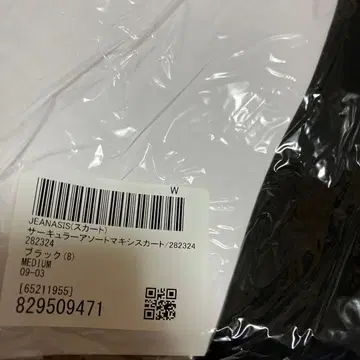 W
JEANASIS(スカート)
サーキュラーアソートマキシスカート/282324
282324
ブラック(8)
MEDIUM
09-03
[65211955]
829509471